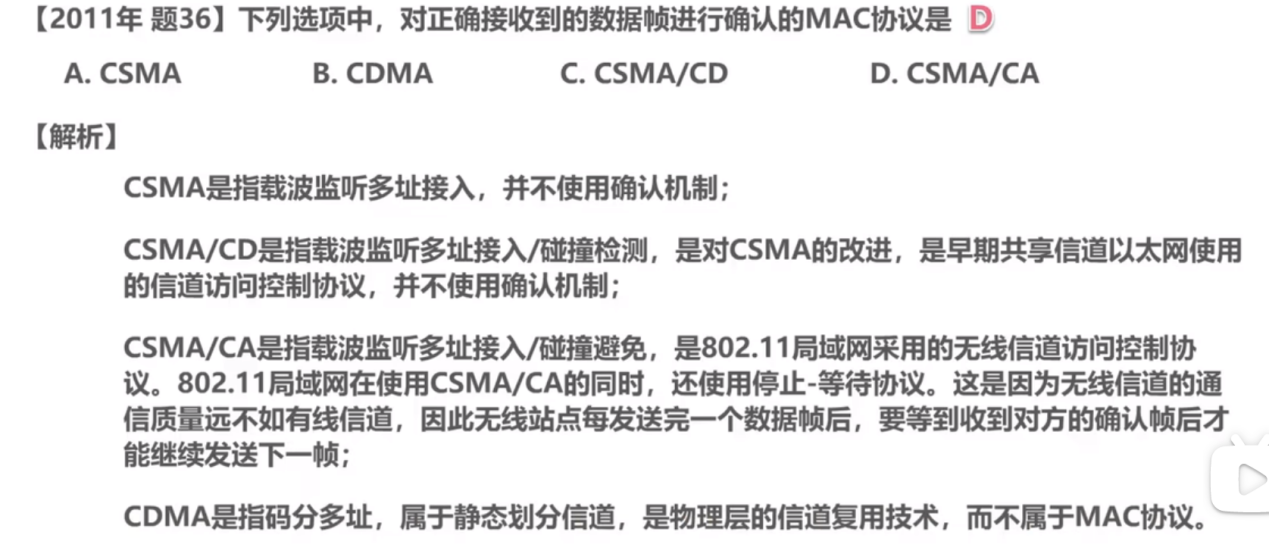 【2011年 题36】下列选项中，对正确接收到的数据帧进行确认的MAC协议是 D
A. CSMA B. CDMA C. CSMA/CD D. CSMA/CA
【解析】
CSMA是指载波监听多址接入，并不使用确认机制；
CSMA/CD是指载波监听多址接入/碰撞检测，是对CSMA的改进，是早期共享信道以太网使用
的信道访问控制协议，并不使用确认机制；
CSMA/CA是指载波监听多址接入/碰撞避免，是802.11局域网采用的无线信道访问控制协
议。802.11局域网在使用CSMA/CA的同时，还使用停止-等待协议。这是因为无线信道的通
信质量远不如有线信道，因此无线站点每发送完一个数据帧后，要等到收到对方的确认帧后才
能继续发送下一帧；
CDMA是指码分多址，属于静态划分信道，是物理层的信道复用技术，而不属于MAC协议。